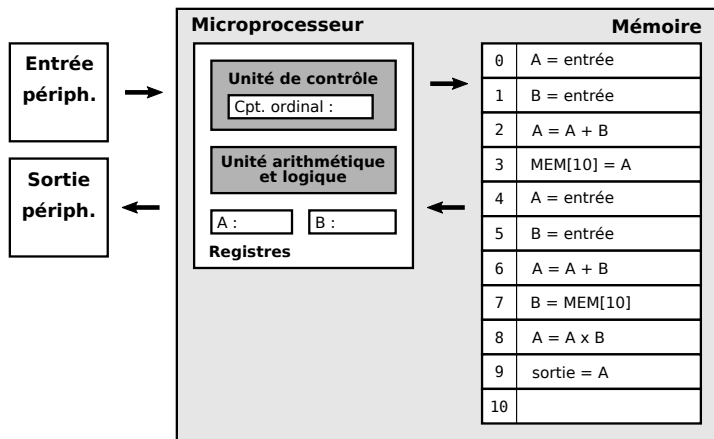 Microprocesseur
Mémoire
Entrée
périph.
Sortie
périph.
Unité de contrôle
Cpt. ordinal :
Unité arithmétique
et logique
A :
B :
Registres
0 A = entrée
1 B = entrée
2 A = A + B
3 MEM[10] = A
4 A = entrée
5 B = entrée
6 A = A + B
7 B = MEM[10]
8 A = A x B
9 sortie = A
10